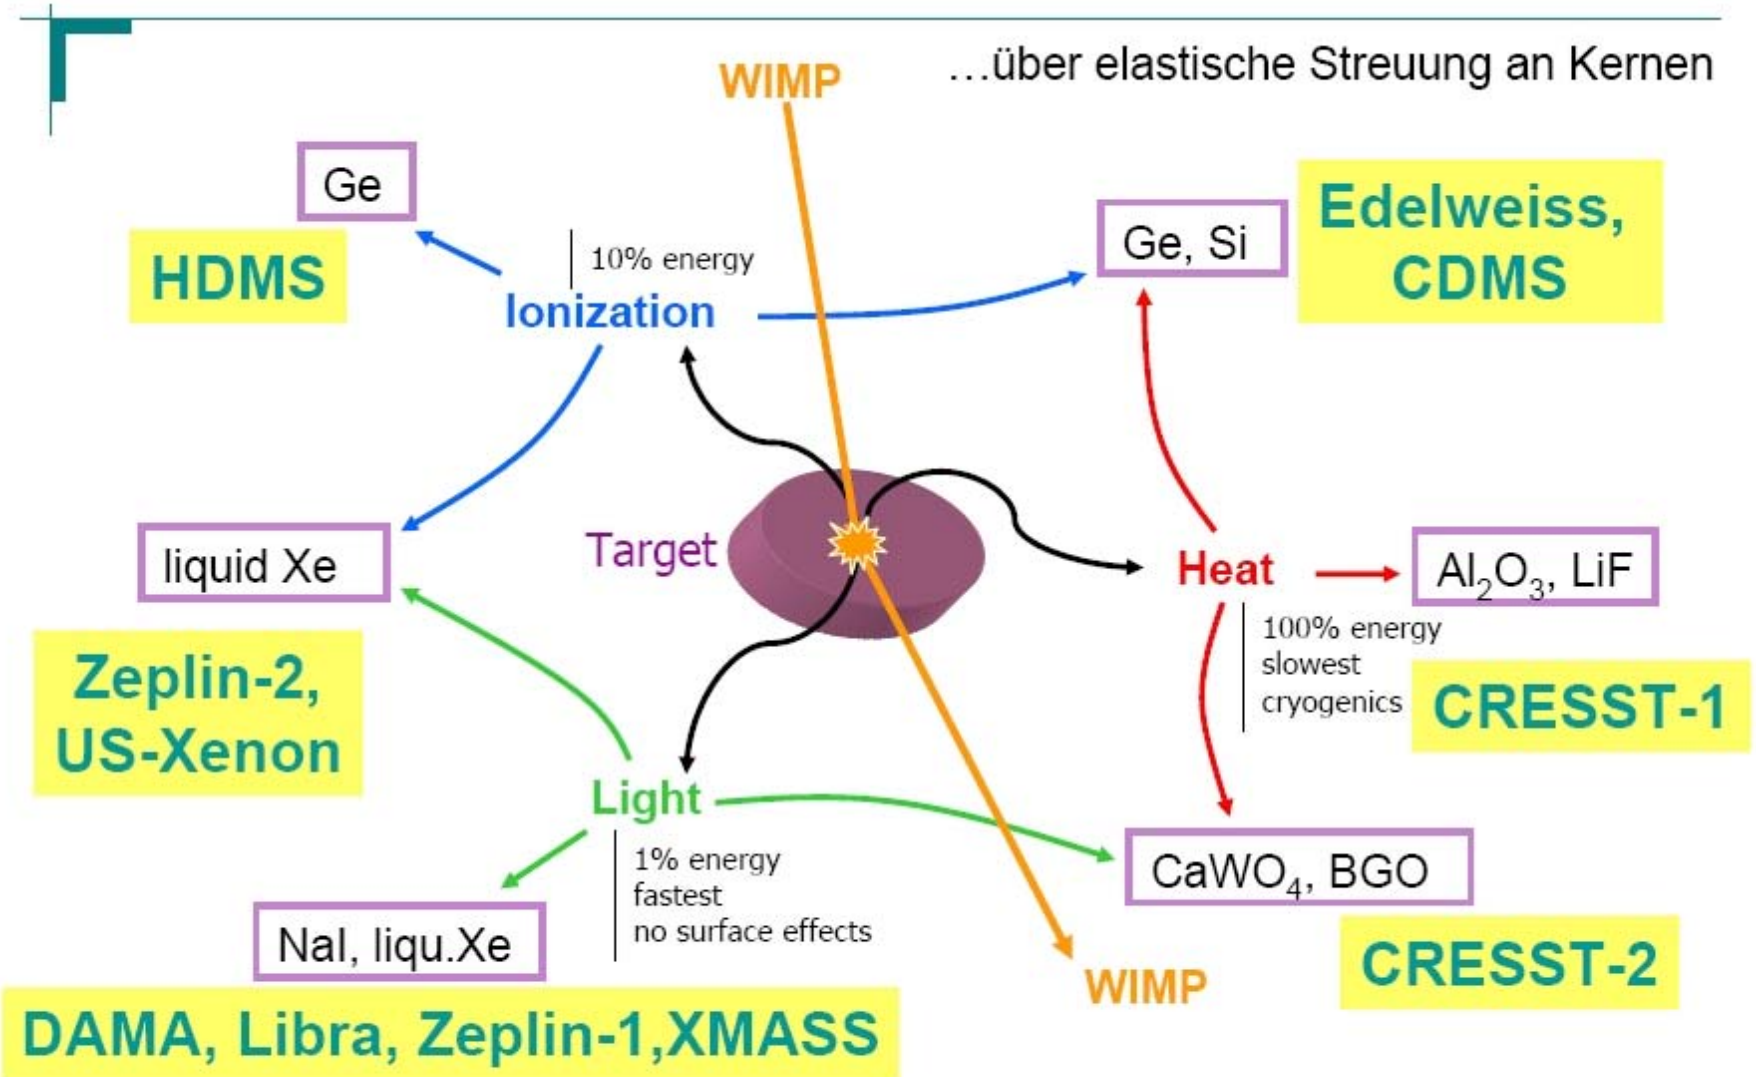 WIMP
…über elastische Streuung an Kernen
Ge
HDMS
10% energy
Ionization
Ge, Si
Edelweiss,
CDMS
liquid Xe
Zeplin-2,
US-Xenon
Target
Heat
100% energy
slowest
cryogenics
Al₂O₃, LiF
CRESST-1
Light
1% energy
fastest
no surface effects
CaWO₄, BGO
CRESST-2
NaI, liqu.Xe
DAMA, Libra, Zeplin-1,XMASS
WIMP